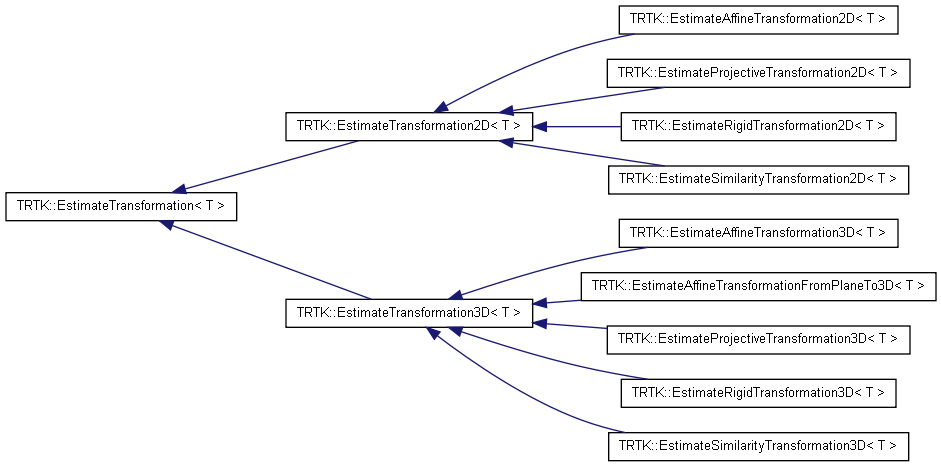 TRTK::EstimateAffineTransformation2D< T >
TRTK::EstimateProjectiveTransformation2D< T >
TRTK::EstimateTransformation2D< T >
TRTK::EstimateRigidTransformation2D< T >
TRTK::EstimateSimilarityTransformation2D< T >
TRTK::EstimateTransformation< T >
TRTK::EstimateAffineTransformation3D< T >
TRTK::EstimateAffineTransformationFromPlaneTo3D< T >
TRTK::EstimateTransformation3D< T >
TRTK::EstimateProjectiveTransformation3D< T >
TRTK::EstimateRigidTransformation3D< T >
TRTK::EstimateSimilarityTransformation3D< T >